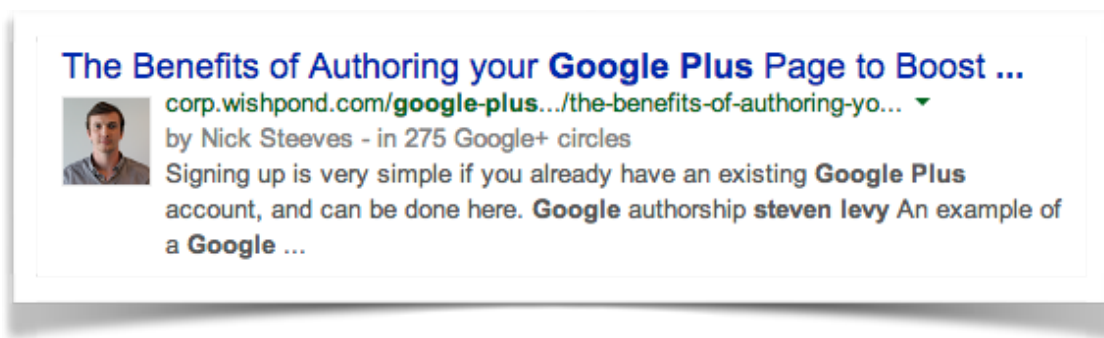 The Benefits of Authoring your Google Plus Page to Boost ...
corp.wishpond.com/google-plus.../the-benefits-of-authoring-yo...
by Nick Steeves - in 275 Google+ circles
Signing up is very simple if you already have an existing Google Plus
account, and can be done here. Google authorship steven levy An example of
a Google ...